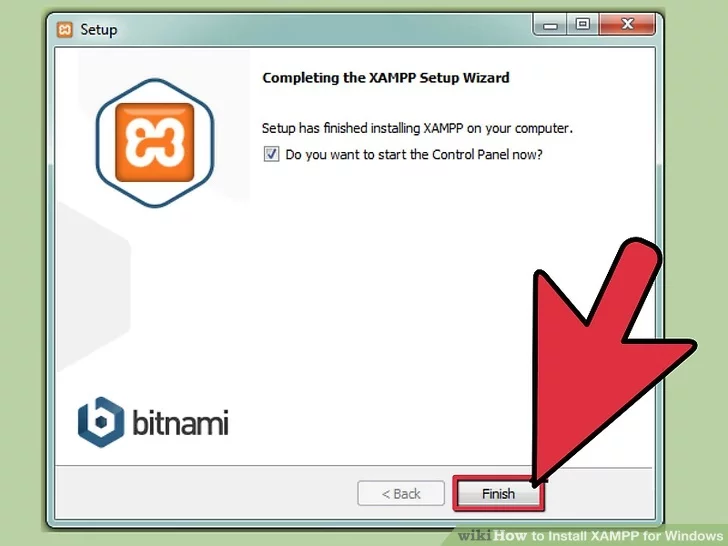 Setup
Completing the XAMPP Setup Wizard
Setup has finished installing XAMPP on your computer.
Do you want to start the Control Panel now?
bitnami
< Back
Finish
wikiHow to Install XAMPP for Windows